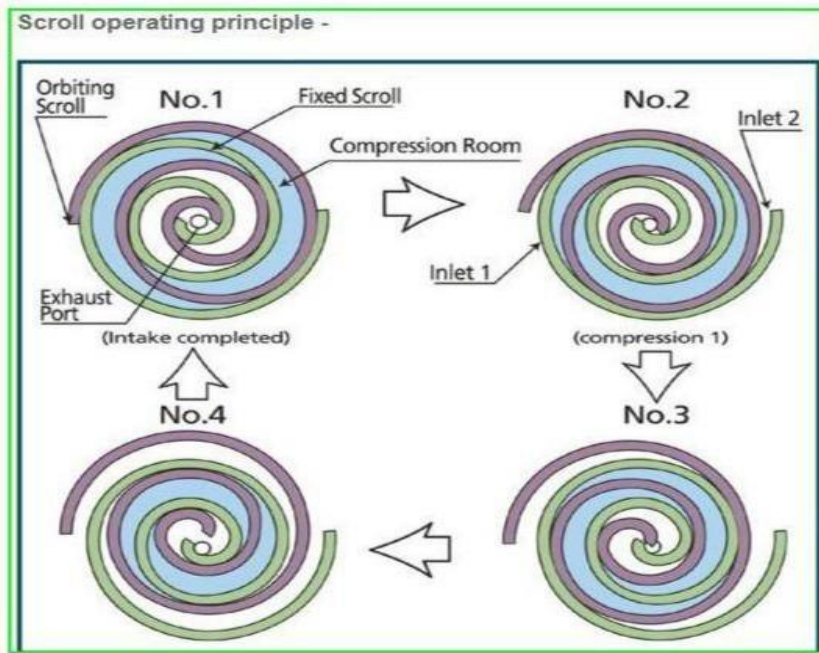 Scroll operating principle -
Orbiting
Scroll
No.1
Fixed Scroll
Compression Room
Exhaust
Port
(Intake completed)
No.2
Inlet 2
Inlet 1
(compression 1)
No.4
No.3